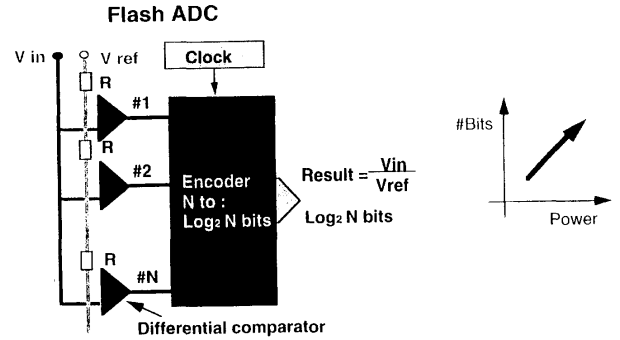 Flash ADC
V in
V ref
Clock
R
#1
R
#2
Encoder
N to :
Log₂ N bits
Result = Vin
Vref
Log₂ N bits
R
#N
Differential comparator
#Bits
Power